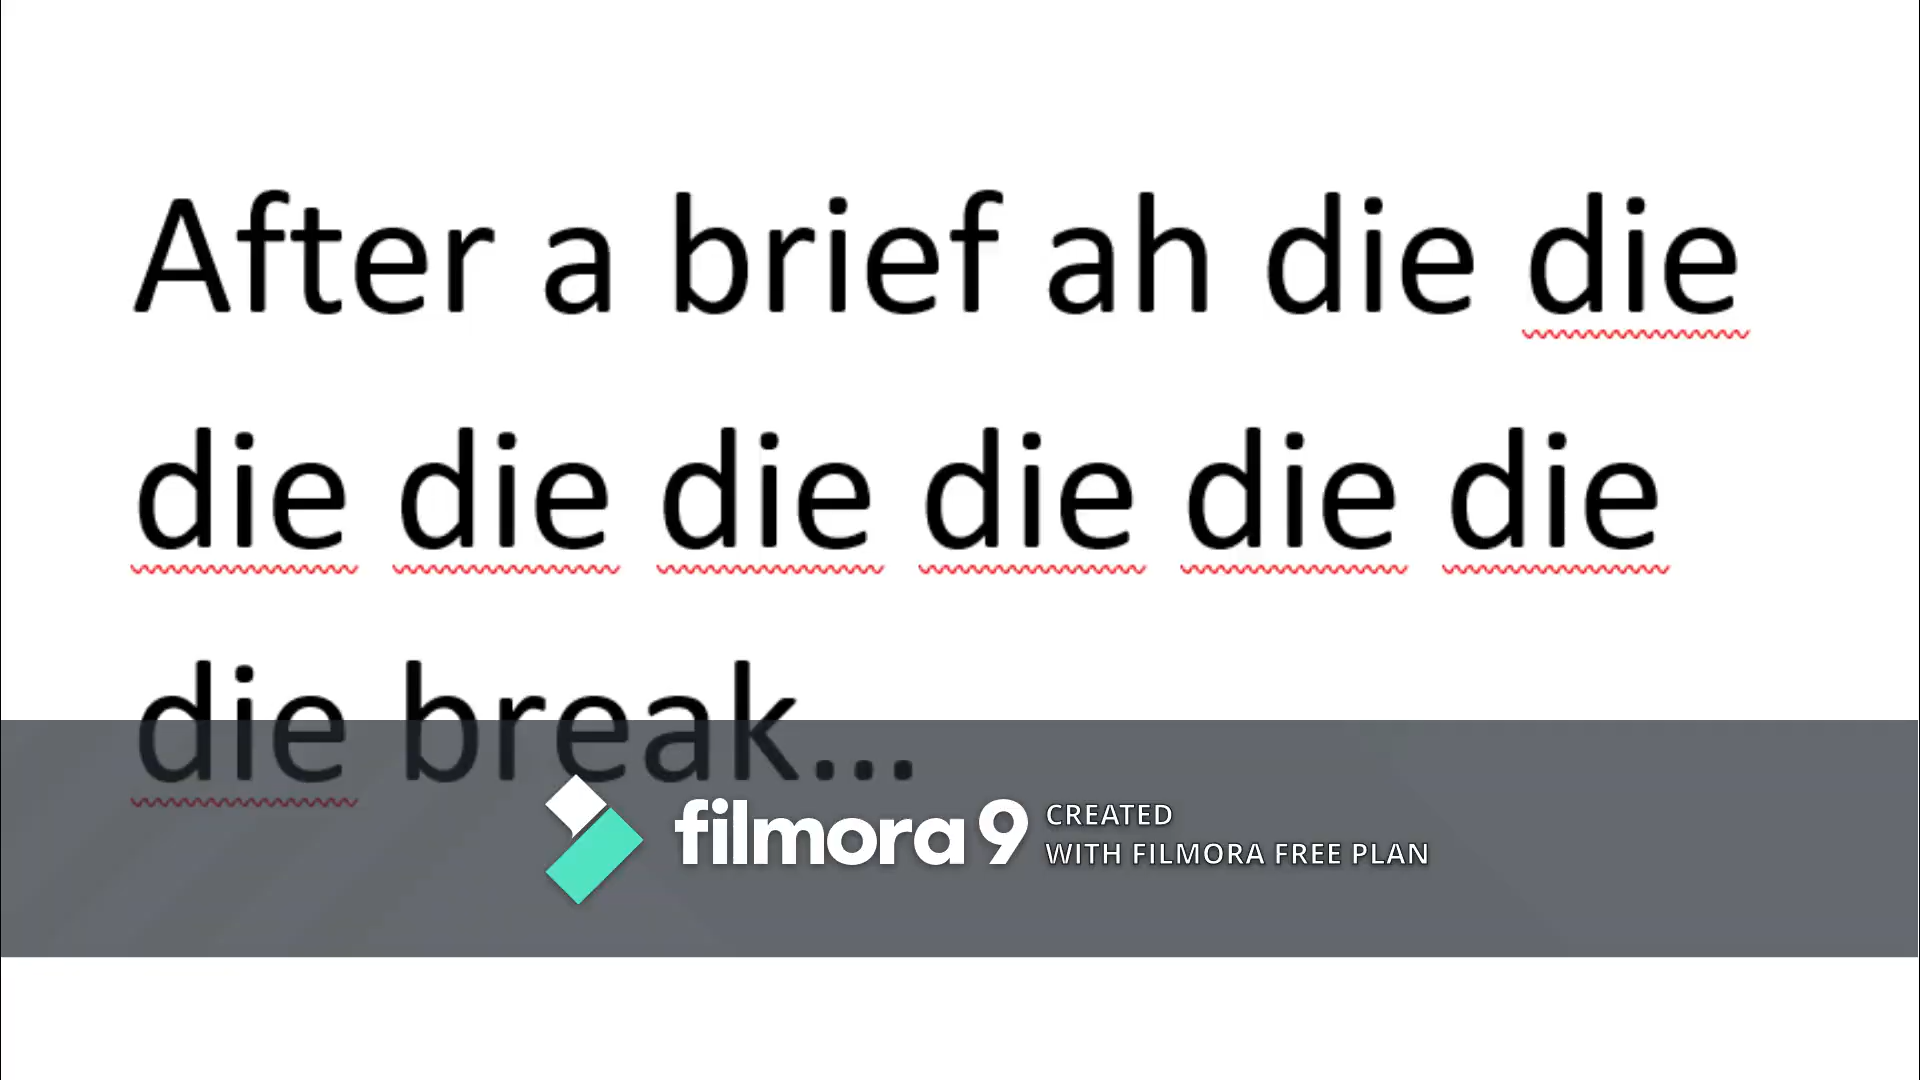 After a brief ah die die
die die die die die die
die break...
filmora9 CREATED
WITH FILMORA FREE PLAN